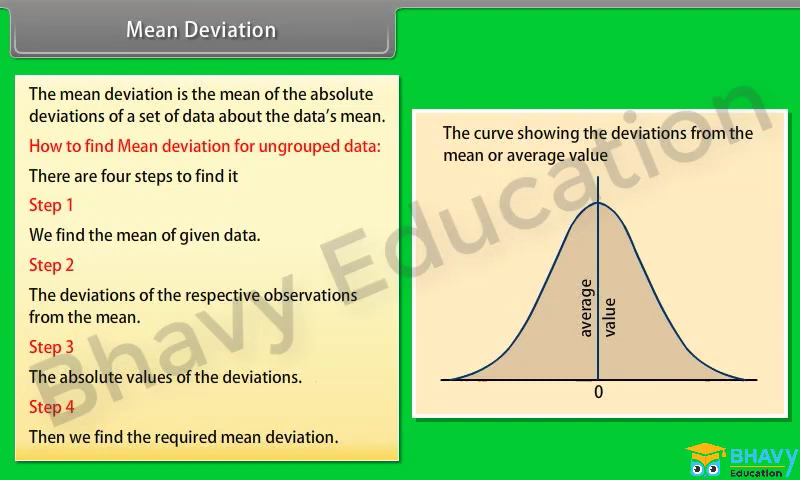 Mean Deviation
The mean deviation is the mean of the absolute
deviations of a set of data about the data's mean.
How to find Mean deviation for ungrouped data:
There are four steps to find it
Step 1
We find the mean of given data.
Step 2
The deviations of the respective observations
from the mean.
Step 3
The absolute values of the deviations.
Step 4
Then we find the required mean deviation.
The curve showing the deviations from the
mean or average value
average
value
0
Bhavy Education
BHAVY
Education